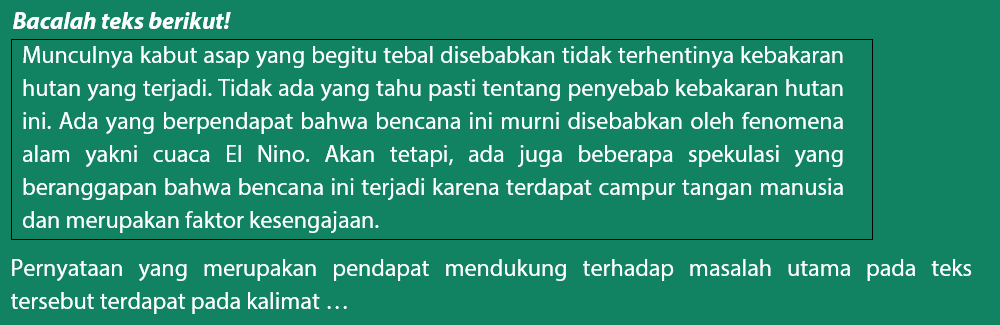 Bacalah teks berikut!
Munculnya kabut asap yang begitu tebal disebabkan tidak terhentinya kebakaran
hutan yang terjadi. Tidak ada yang tahu pasti tentang penyebab kebakaran hutan
ini. Ada yang berpendapat bahwa bencana ini murni disebabkan oleh fenomena
alam yakni cuaca El Nino. Akan tetapi, ada juga beberapa spekulasi yang
beranggapan bahwa bencana ini terjadi karena terdapat campur tangan manusia
dan merupakan faktor kesengajaan.
Pernyataan yang merupakan pendapat mendukung terhadap masalah utama pada teks
tersebut terdapat pada kalimat …